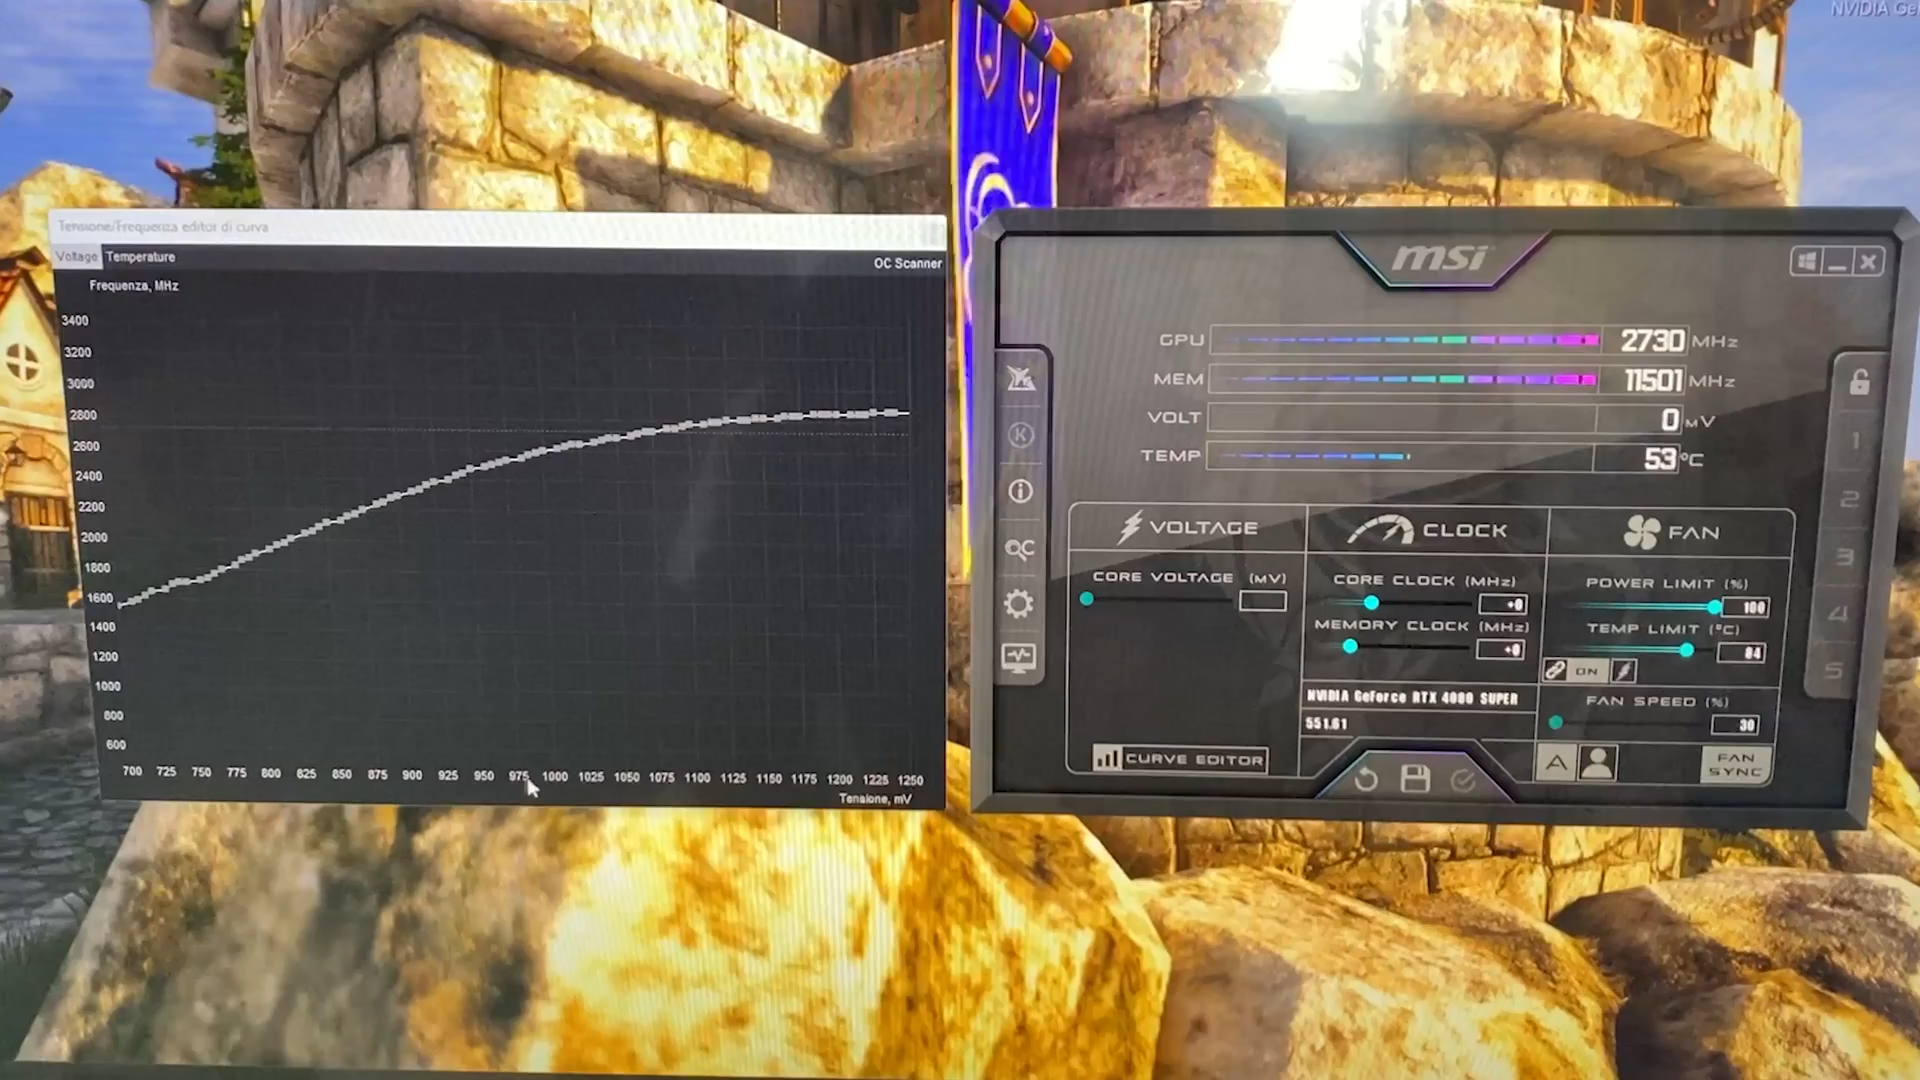 NVIDIA Ge
Tensione/Frequenza editor di curva
Voltage Temperature
OC Scanner
Frequenza, MHz
3400
3200
3000
2800
2600
2400
2200
2000
1800
1600
1400
1200
1000
800
600
700 725 750 775 800 825 850 875 900 925 950 975 1000 1025 1050 1075 1100 1125 1150 1175 1200 1225 1250
Tensione, mV
msi
GPU 2730 MHz
MEM 11501 MHz
VOLT 0 MV
TEMP 53 °C
K
OC
1
2
3
4
5
VOLTAGE
CORE VOLTAGE (MV)
CURVE EDITOR
CLOCK
CORE CLOCK (MHz)
+0
MEMORY CLOCK (MHz)
+0
NVIDIA GeForce RTX 4080 SUPER
551.61
FAN
POWER LIMIT (%)
100
TEMP LIMIT (°C)
84
ON
FAN SPEED (%)
30
A
FAN
SYNC